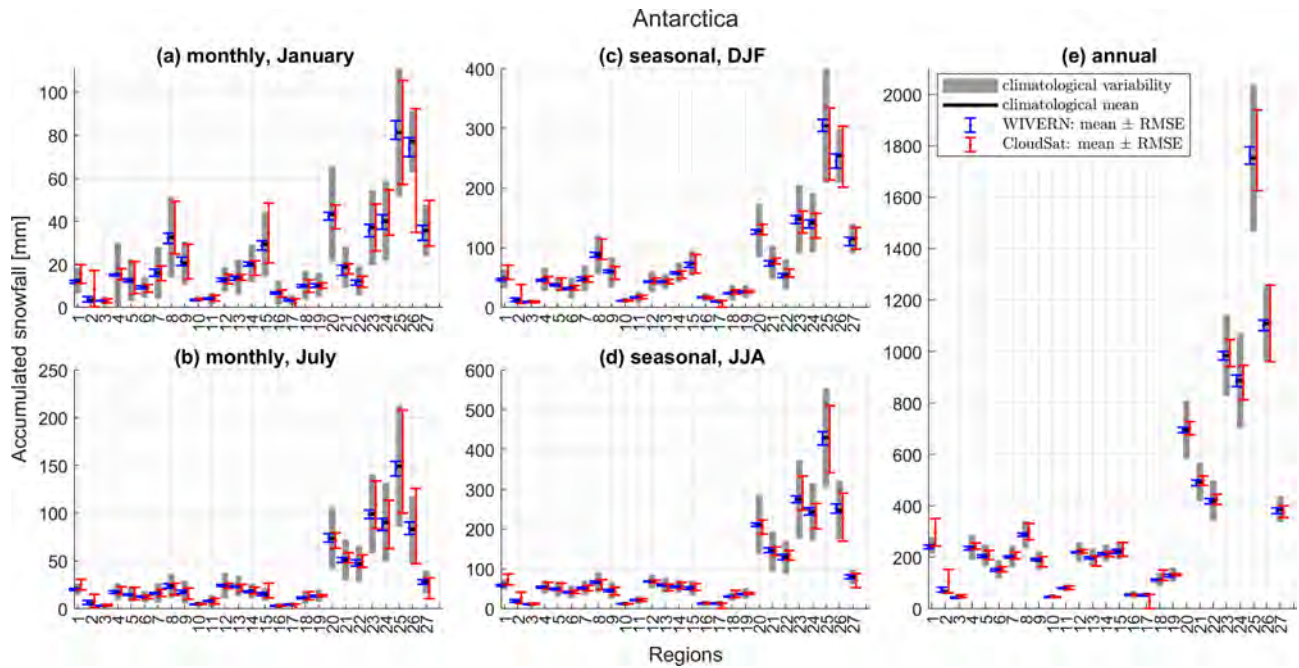 Antarctica
(a) monthly, January
(c) seasonal, DJF
(e) annual
100
80
60
40
20
0
1 2 3 4 5 6 7 8 9 10 11 12 13 14 15 16 17 18 19 20 21 22 23 24 25 26 27
400
300
200
100
0
1 2 3 4 5 6 7 8 9 10 11 12 13 14 15 16 17 18 19 20 21 22 23 24 25 26 27
climatological variability
climatological mean
WIVERN: mean ± RMSE
CloudSat: mean ± RMSE
2000
1800
1600
1400
1200
1000
800
600
400
200
0
1 2 3 4 5 6 7 8 9 10 11 12 13 14 15 16 17 18 19 20 21 22 23 24 25 26 27
Accumulated snowfall [mm]
(b) monthly, July
(d) seasonal, JJA
250
200
150
100
50
0
1 2 3 4 5 6 7 8 9 10 11 12 13 14 15 16 17 18 19 20 21 22 23 24 25 26 27
600
500
400
300
200
100
0
1 2 3 4 5 6 7 8 9 10 11 12 13 14 15 16 17 18 19 20 21 22 23 24 25 26 27
Regions